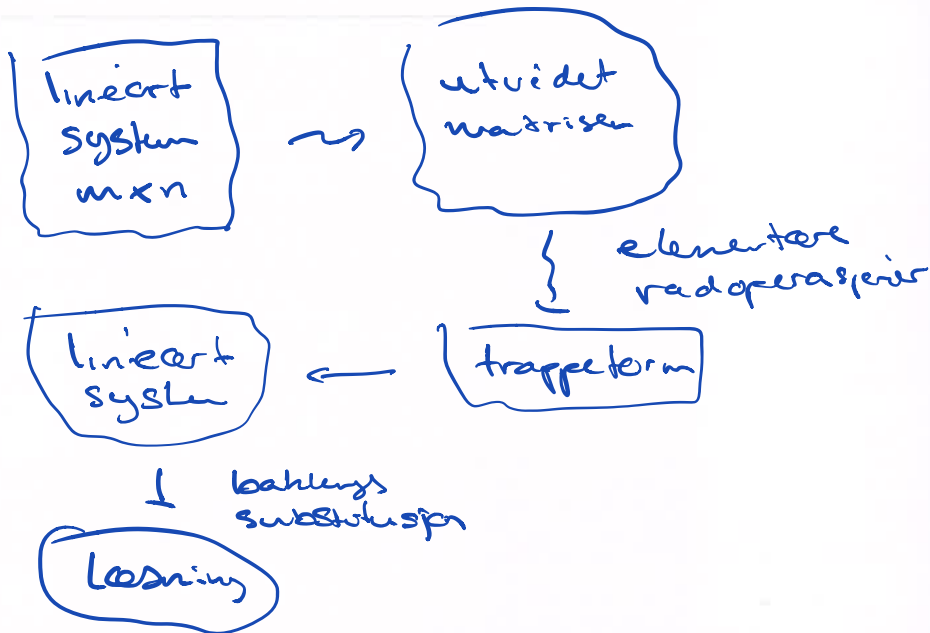 lineært
system
m×n
utvidet
matrisen
elementære
radoperasjoner
trappeform
lineært
system
baklengs
substitusjon
Løsning